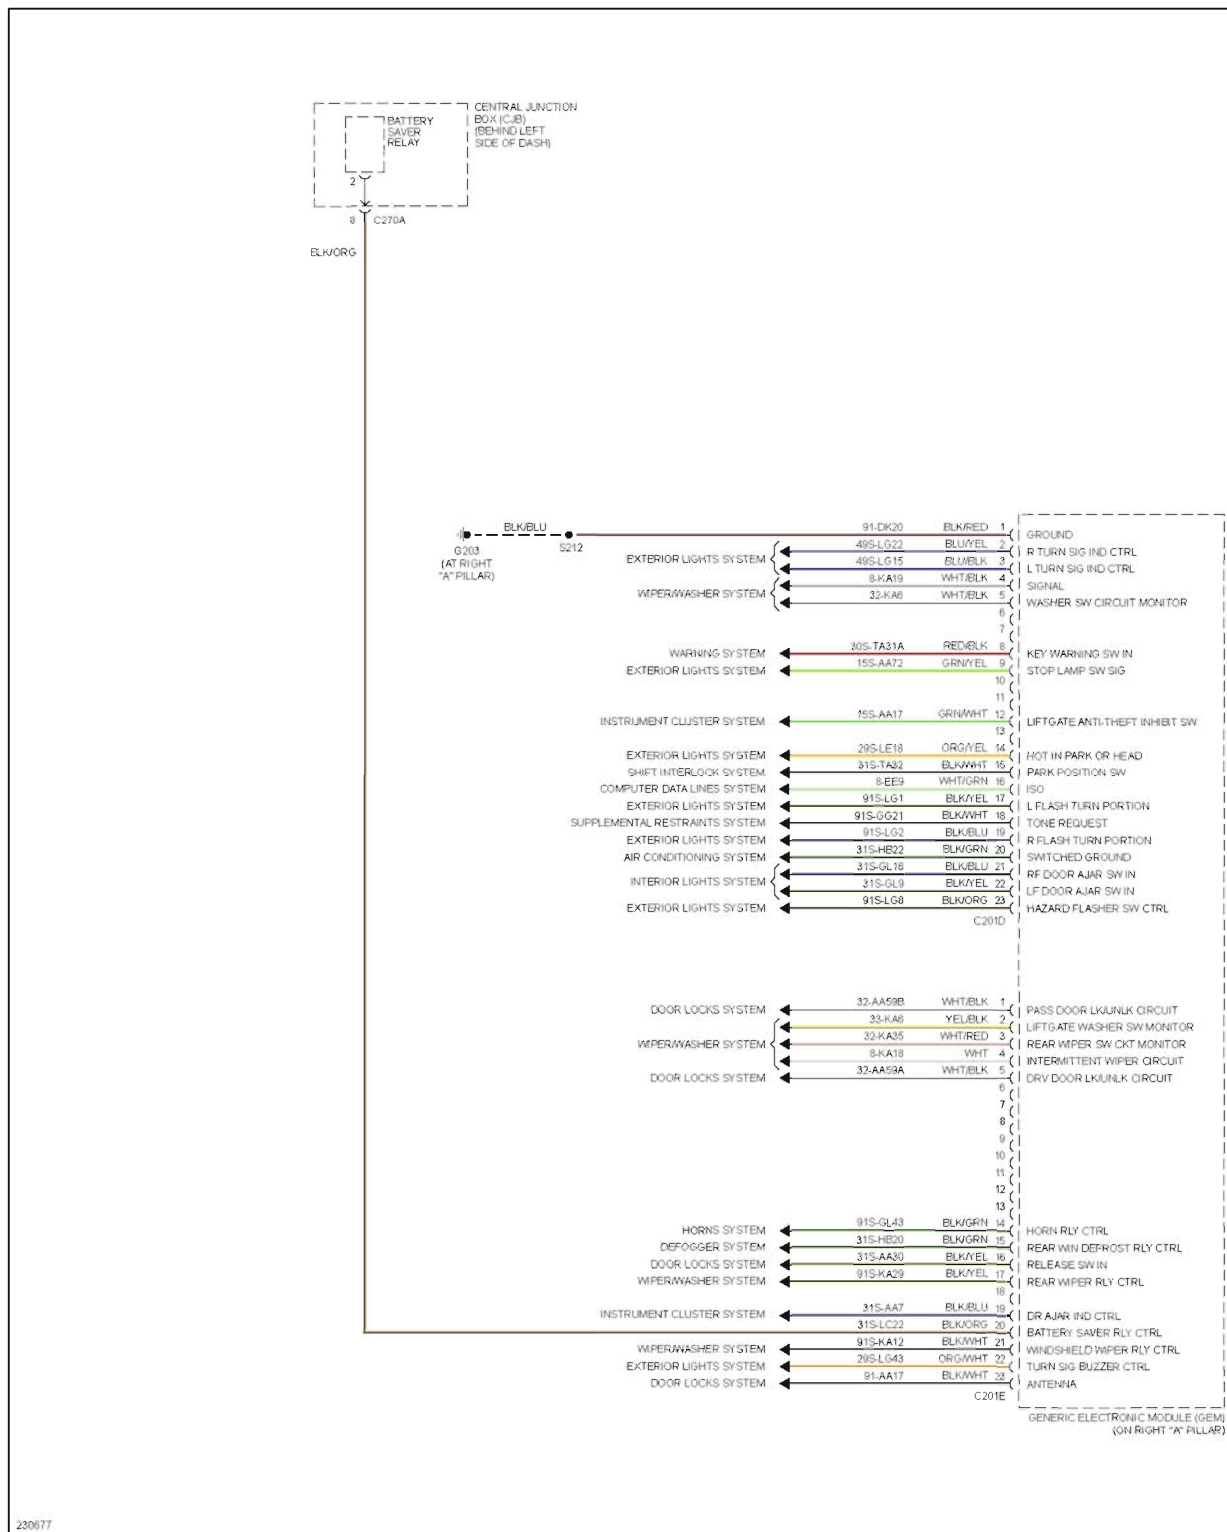 CENTRAL JUNCTION
BOX (CJB)
(BEHIND LEFT
SIDE OF DASH)
BATTERY
SAVER
RELAY
2
8 C270A
BLK/ORG
BLK/BLU
G203
(AT RIGHT
"A" PILLAR)
S212
91-DK20 BLK/RED 1 GROUND
EXTERIOR LIGHTS SYSTEM
49S-LG22 BLU/YEL 2 R TURN SIG IND CTRL
49S-LG15 BLU/BLK 3 L TURN SIG IND CTRL
WIPER/WASHER SYSTEM
8-KA19 WHT/BLK 4 SIGNAL
32-KA6 WHT/BLK 5 WASHER SW CIRCUIT MONITOR
6
7
WARNING SYSTEM 30S-TA31A RED/BLK 8 KEY WARNING SW IN
EXTERIOR LIGHTS SYSTEM 15S-AA72 GRN/YEL 9 STOP LAMP SW SIG
10
11
INSTRUMENT CLUSTER SYSTEM 15S-AA17 GRN/WHT 12 LIFTGATE ANTI-THEFT INHIBIT SW
13
EXTERIOR LIGHTS SYSTEM 29S-LE18 ORG/YEL 14 HOT IN PARK OR HEAD
SHIFT INTERLOCK SYSTEM 31S-TA32 BLK/WHT 15 PARK POSITION SW
COMPUTER DATA LINES SYSTEM 8-EE9 WHT/GRN 16 ISO
EXTERIOR LIGHTS SYSTEM 91S-LG1 BLK/YEL 17 L FLASH TURN PORTION
SUPPLEMENTAL RESTRAINTS SYSTEM 91S-GG21 BLK/WHT 18 TONE REQUEST
EXTERIOR LIGHTS SYSTEM 91S-LG2 BLK/BLU 19 R FLASH TURN PORTION
AIR CONDITIONING SYSTEM 31S-HB22 BLK/GRN 20 SWITCHED GROUND
INTERIOR LIGHTS SYSTEM
31S-GL16 BLK/BLU 21 RF DOOR AJAR SW IN
31S-GL9 BLK/YEL 22 LF DOOR AJAR SW IN
EXTERIOR LIGHTS SYSTEM 91S-LG8 BLK/ORG 23 HAZARD FLASHER SW CTRL
C201D
DOOR LOCKS SYSTEM 32-AA59B WHT/BLK 1 PASS DOOR LK/UNLK CIRCUIT
WIPER/WASHER SYSTEM
33-KA6 YEL/BLK 2 LIFTGATE WASHER SW MONITOR
32-KA35 WHT/RED 3 REAR WIPER SW CKT MONITOR
8-KA18 WHT 4 INTERMITTENT WIPER CIRCUIT
DOOR LOCKS SYSTEM 32-AA59A WHT/BLK 5 DRV DOOR LK/UNLK CIRCUIT
6
7
8
9
10
11
12
13
HORNS SYSTEM 91S-GL43 BLK/GRN 14 HORN RLY CTRL
DEFOGGER SYSTEM 31S-HB20 BLK/GRN 15 REAR WIN DEFROST RLY CTRL
DOOR LOCKS SYSTEM 31S-AA30 BLK/YEL 16 RELEASE SW IN
WIPER/WASHER SYSTEM 91S-KA29 BLK/YEL 17 REAR WIPER RLY CTRL
18
INSTRUMENT CLUSTER SYSTEM 31S-AA7 BLK/BLU 19 DR AJAR IND CTRL
31S-LC22 BLK/ORG 20 BATTERY SAVER RLY CTRL
WIPER/WASHER SYSTEM 91S-KA12 BLK/WHT 21 WINDSHIELD WIPER RLY CTRL
EXTERIOR LIGHTS SYSTEM 29S-LG43 ORG/WHT 22 TURN SIG BUZZER CTRL
DOOR LOCKS SYSTEM 91-AA17 BLK/WHT 23 ANTENNA
C201E
GENERIC ELECTRONIC MODULE (GEM)
(ON RIGHT "A" PILLAR)
230677